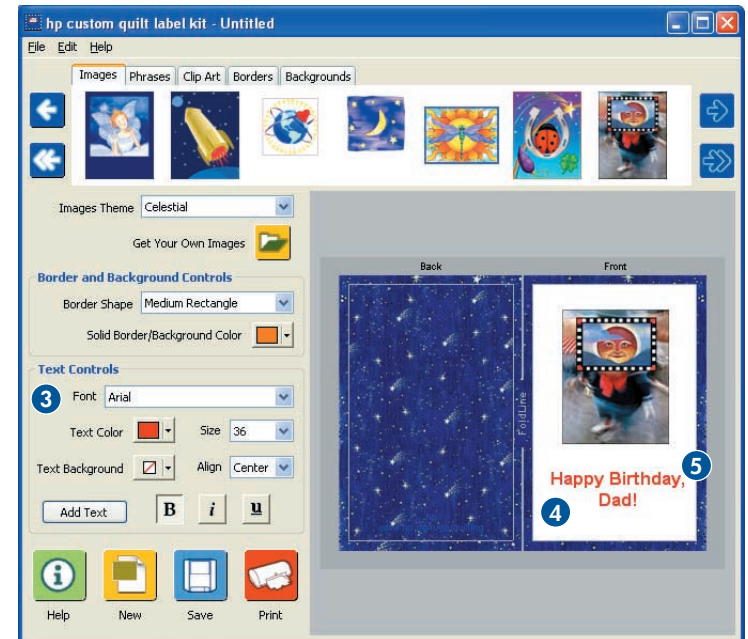 hp custom quilt label kit - Untitled
File Edit Help
Images Phrases Clip Art Borders Backgrounds
Images Theme Celestial
Get Your Own Images
Border and Background Controls
Border Shape Medium Rectangle
Solid Border/Background Color
Text Controls
3 Font Arial
Text Color Size 36
Text Background Align Center
Add Text B i u
Help New Save Print
Back Front
FoldLine
Happy Birthday, 5
4 Dad!